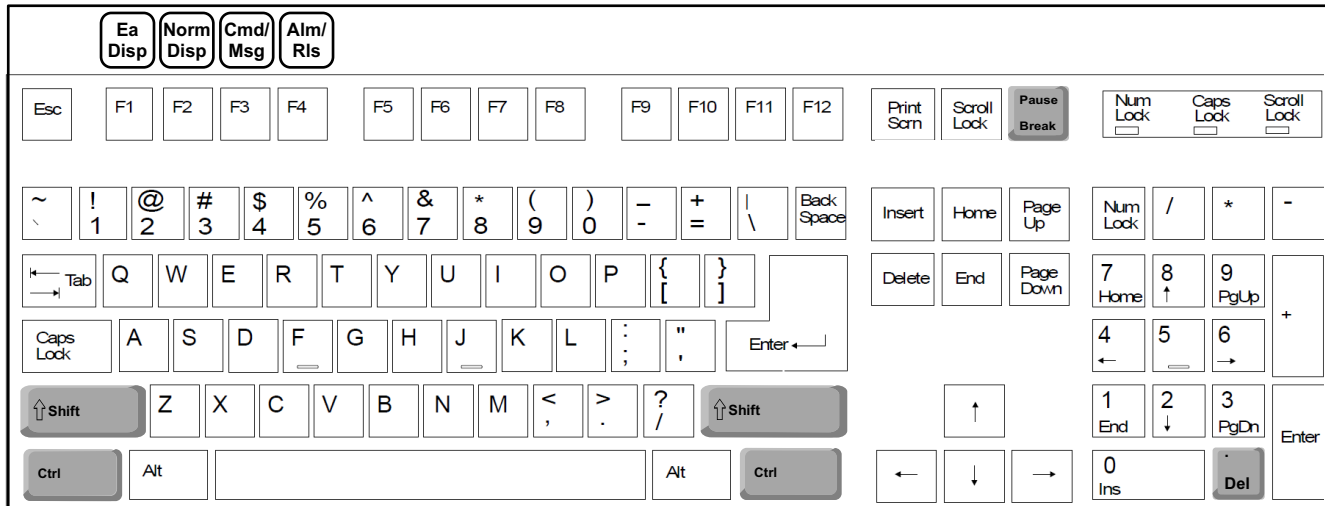 Ea Disp Norm Disp Cmd/ Msg Alm/ Rls
Esc F1 F2 F3 F4 F5 F6 F7 F8 F9 F10 F11 F12 Print Scrn Scroll Lock Pause Break Num Lock Caps Lock Scroll Lock
~ ` ! 1 @ 2 # 3 $ 4 % 5 ^ 6 & 7 * 8 ( 9 ) 0 _ - + = | \ Back Space Insert Home Page Up Num Lock / * -
Tab Q W E R T Y U I O P { [ } ] Delete End Page Down 7 Home 8 ↑ 9 PgUp +
Caps Lock A S D F G H J K L : ; " ' Enter 4 ← 5 6 →
⇧ Shift Z X C V B N M < , > . ? / ⇧ Shift ↑ 1 End 2 ↓ 3 PgDn Enter
Ctrl Alt Alt Ctrl ← ↓ → 0 Ins . Del